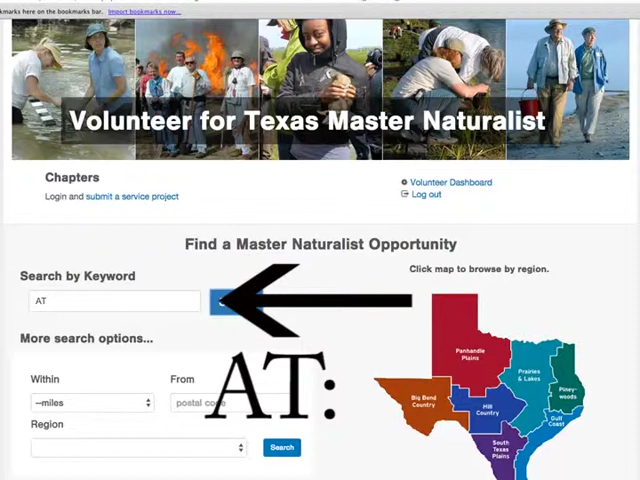 kmarks here on the bookmarks bar. Import bookmarks now...
Volunteer for Texas Master Naturalist
Chapters
Login and submit a service project
Volunteer Dashboard
Log out
Find a Master Naturalist Opportunity
Search by Keyword
Click map to browse by region.
AT
More search options...
AT:
Within
From
--miles
postal code
Region
Search
Panhandle
Plains
Prairies
& Lakes
Piney-
woods
Big Bend
Country
Hill
Country
Gulf
Coast
South
Texas
Plains